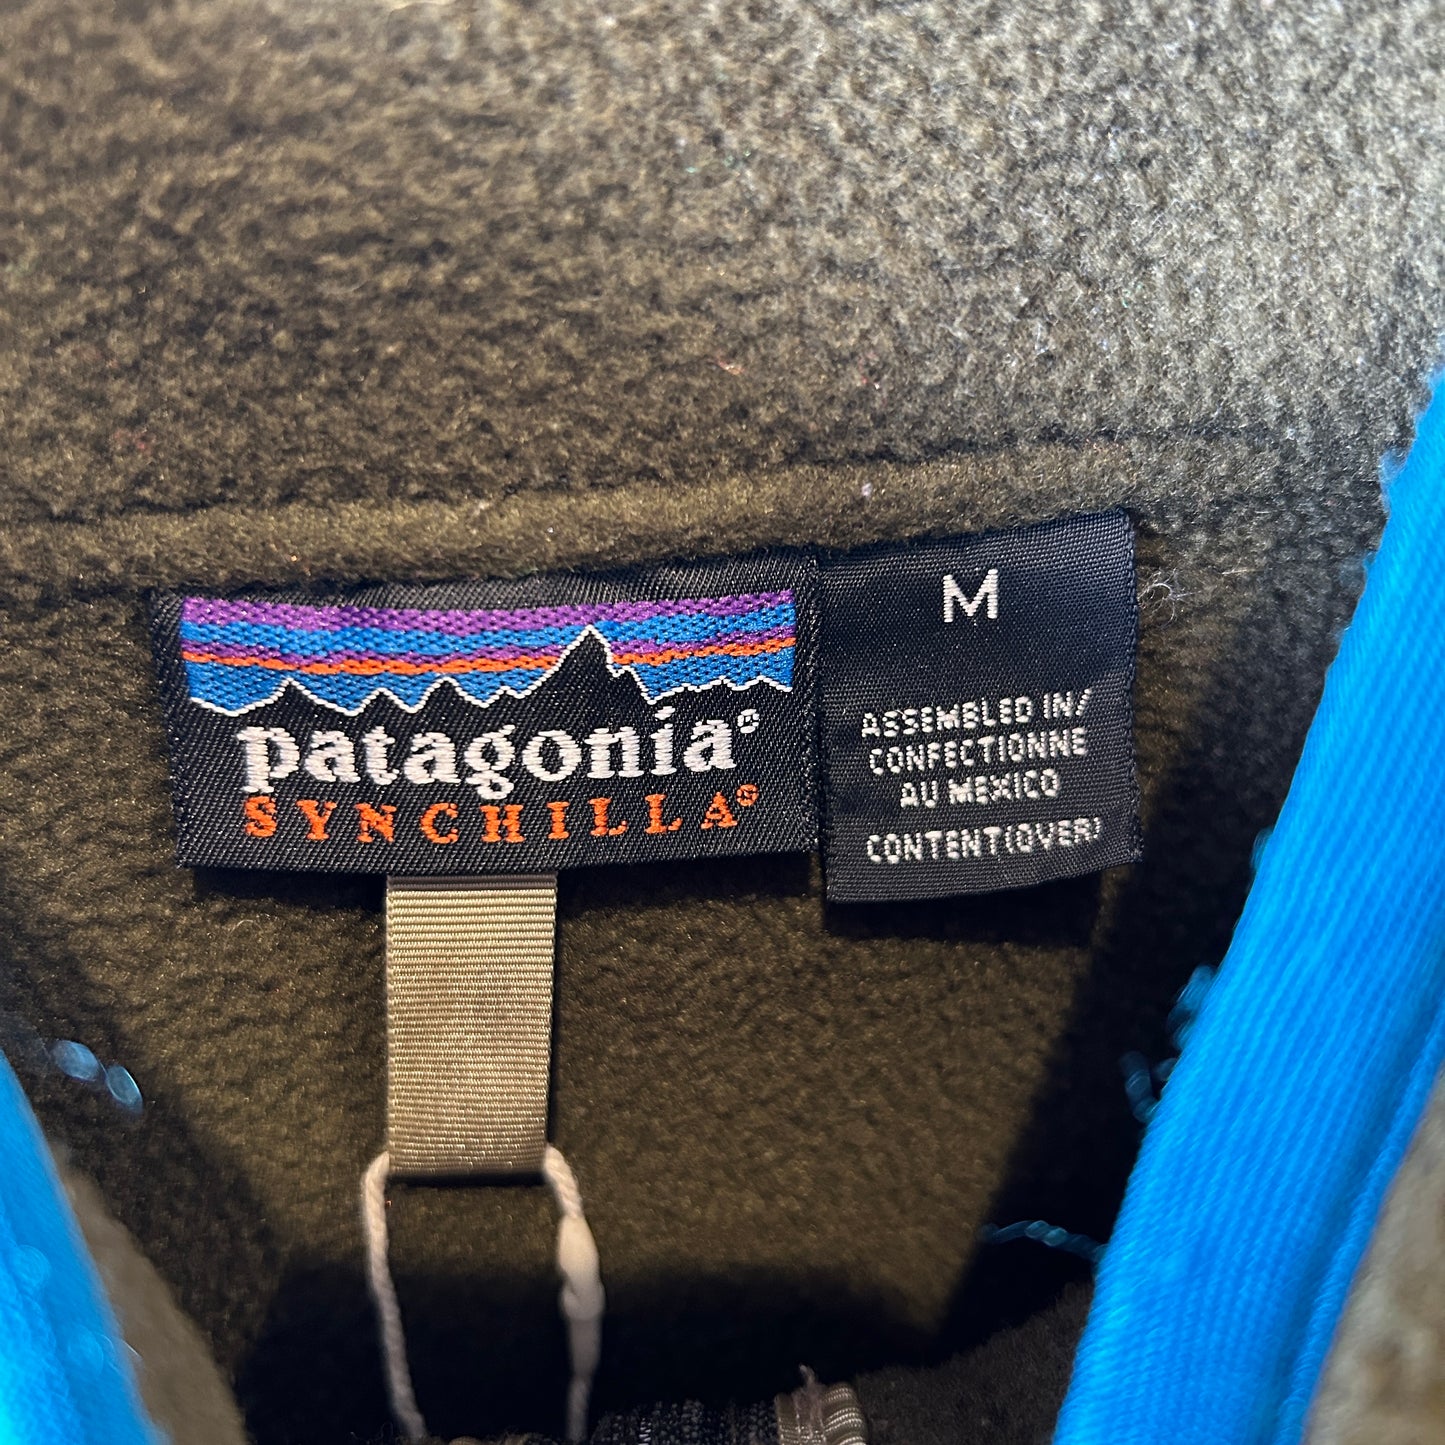 patagonia®
SYNCHILLA®
M
ASSEMBLED IN/
CONFECTIONNE
AU MEXICO
CONTENT(OVER)